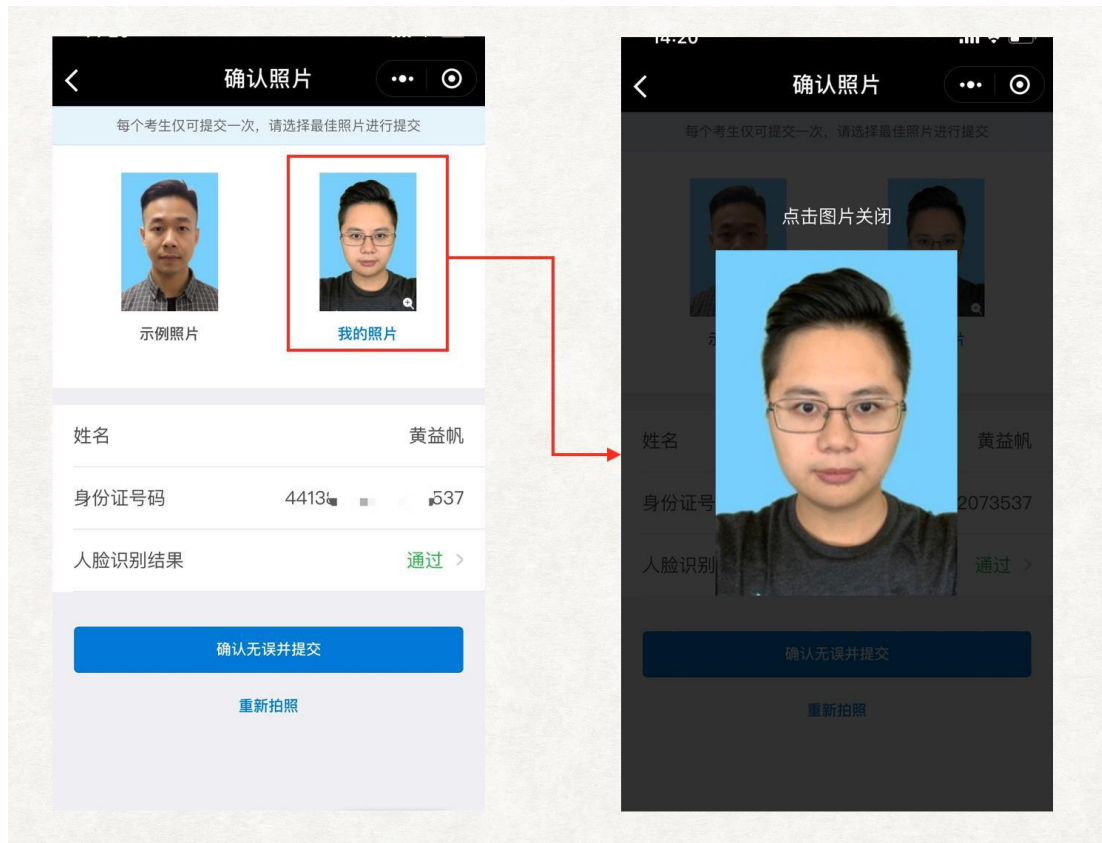 确认照片
每个考生仅可提交一次，请选择最佳照片进行提交
示例照片
我的照片
姓名
黄益帆
身份证号码
4413 537
人脸识别结果
通过
确认无误并提交
重新拍照
14:20
确认照片
每个考生仅可提交一次，请选择最佳照片进行提交
点击图片关闭
姓名
黄益帆
身份证号
2073537
人脸识别
通过
确认无误并提交
重新拍照